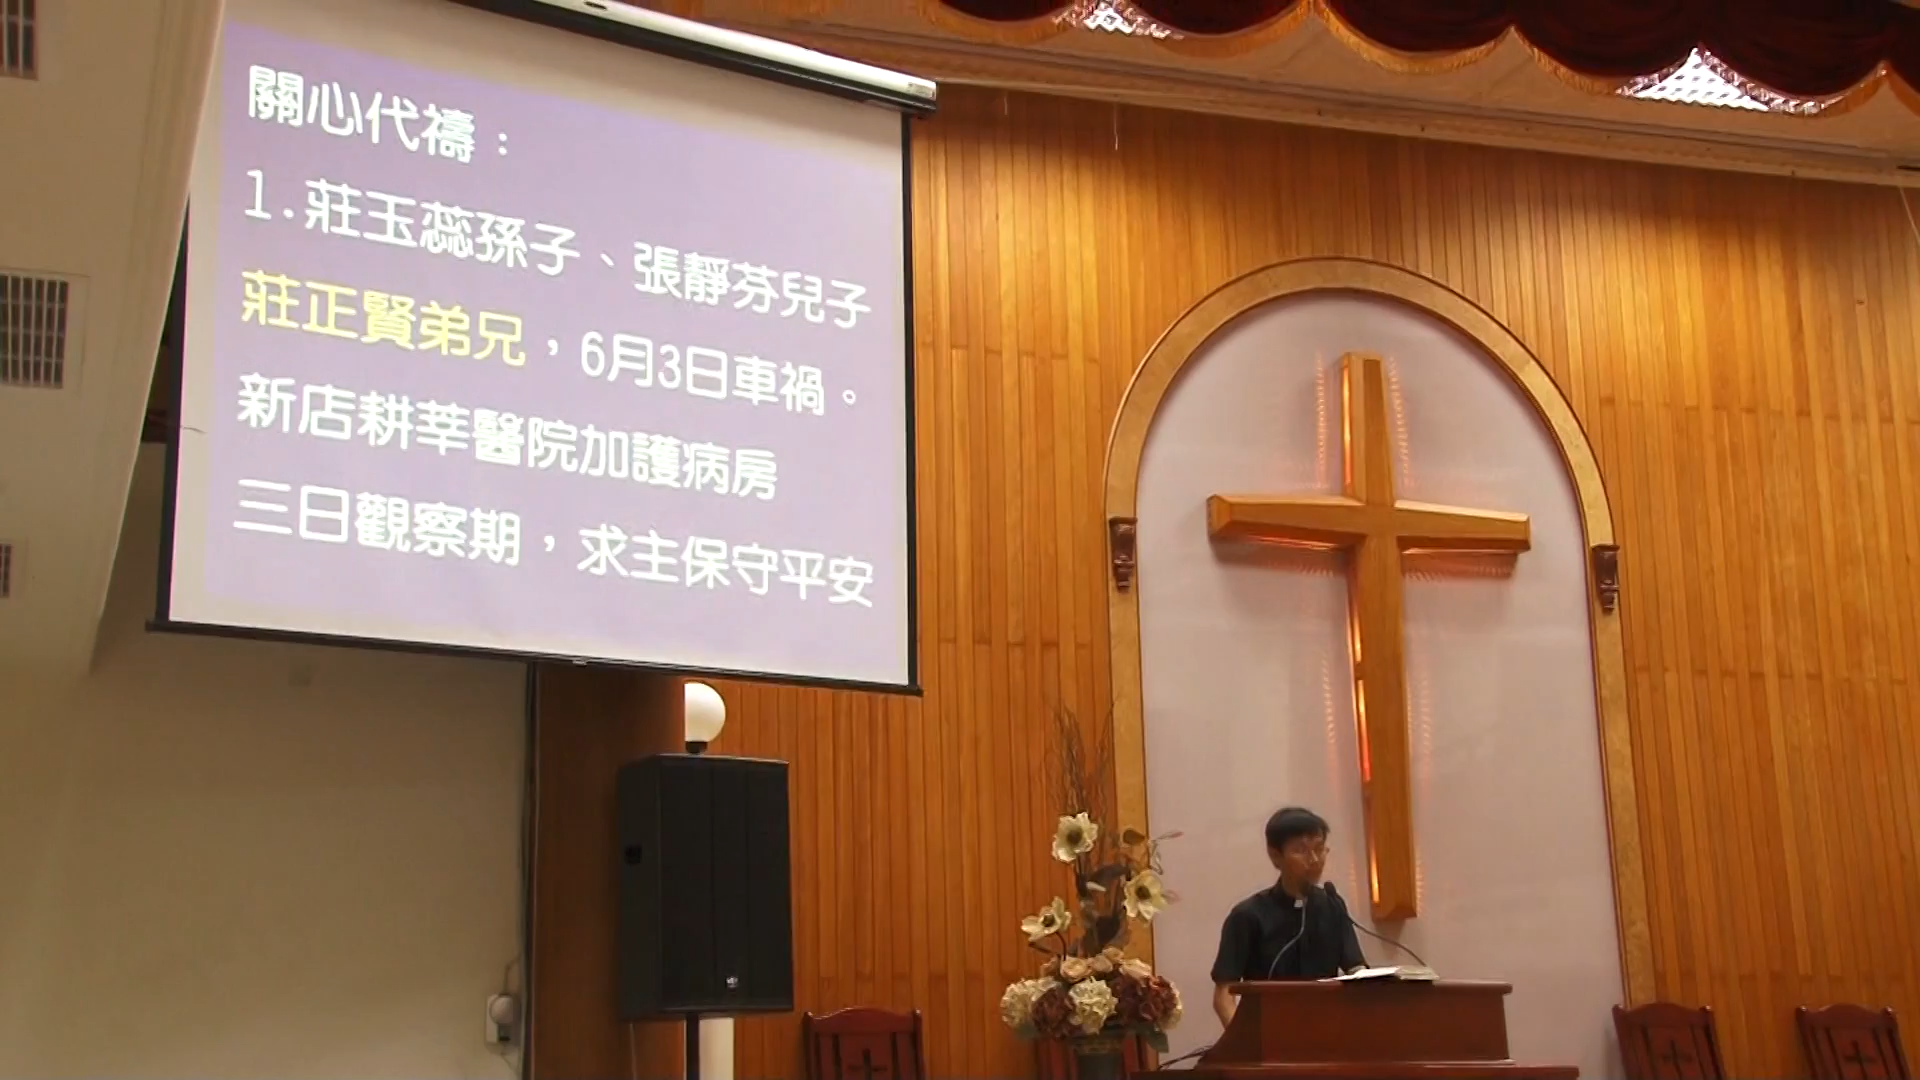 關心代禱：
1.莊玉蕊孫子、張靜芬兒子
莊正賢弟兄，6月3日車禍。
新店耕莘醫院加護病房
三日觀察期，求主保守平安